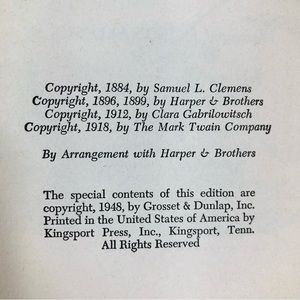 Copyright, 1884, by Samuel L. Clemens
Copyright, 1896, 1899, by Harper & Brothers
Copyright, 1912, by Clara Gabrilowitsch
Copyright, 1918, by The Mark Twain Company
By Arrangement with Harper & Brothers
The special contents of this edition are
copyright, 1948, by Grosset & Dunlap, Inc.
Printed in the United States of America by
Kingsport Press, Inc., Kingsport, Tenn.
All Rights Reserved